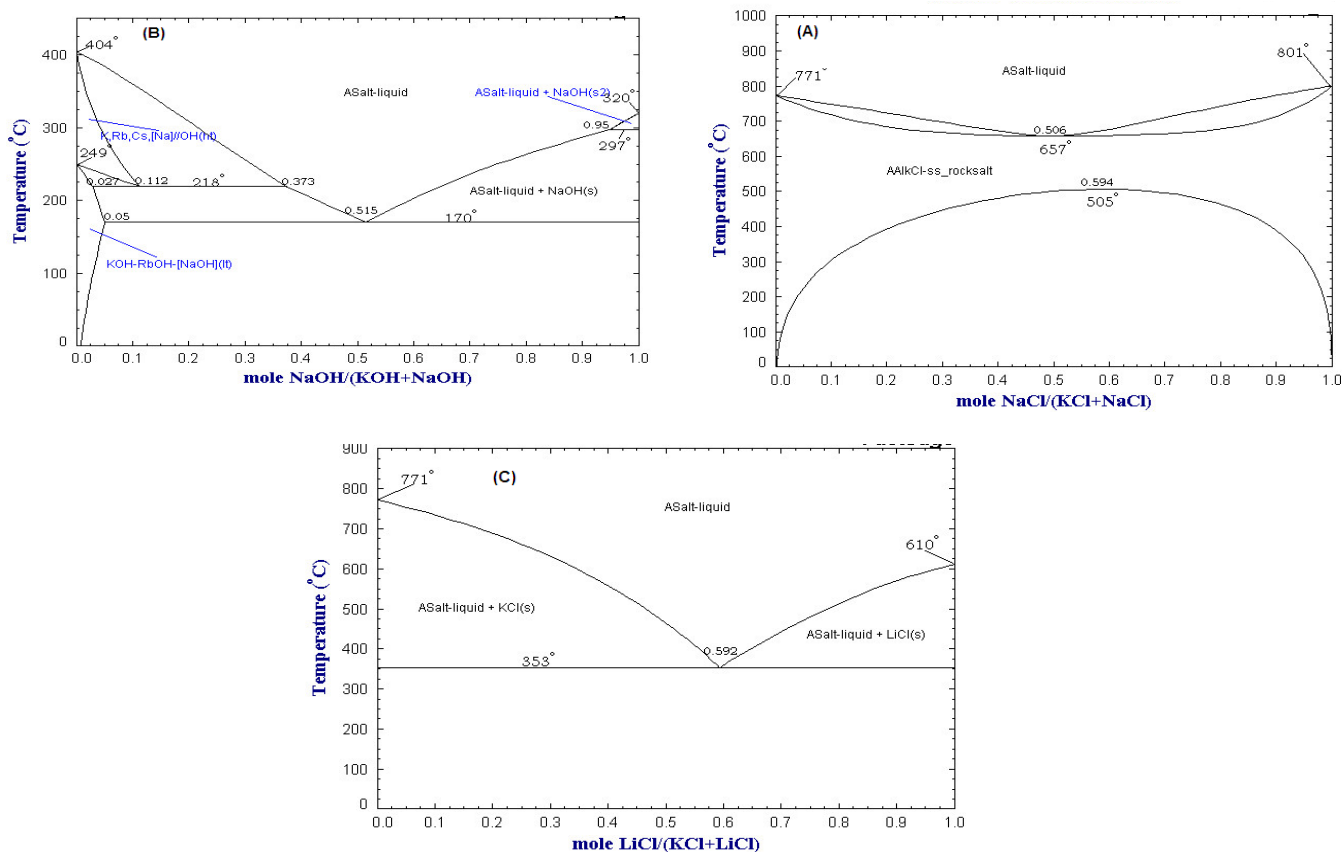 (B)
404°
ASalt-liquid
ASalt-liquid + NaOH(s2)
320°
K,Rb,Cs,[Na]//OH(ht)
0.95
297°
249°
0.027
0.112
218°
0.373
ASalt-liquid + NaOH(s)
0.515
170°
0.05
KOH-RbOH-[NaOH](lt)
400
300
200
100
0
Temperature (°C)
0.0 0.1 0.2 0.3 0.4 0.5 0.6 0.7 0.8 0.9 1.0
mole NaOH/(KOH+NaOH)
(A)
801°
771°
ASalt-liquid
0.506
657°
AAlkCl-ss_rocksalt
0.594
505°
1000
900
800
700
600
500
400
300
200
100
0
Temperature (°C)
0.0 0.1 0.2 0.3 0.4 0.5 0.6 0.7 0.8 0.9 1.0
mole NaCl/(KCl+NaCl)
(C)
771°
ASalt-liquid
610°
ASalt-liquid + KCl(s)
ASalt-liquid + LiCl(s)
0.592
353°
900
800
700
600
500
400
300
200
100
0
Temperature (°C)
0.0 0.1 0.2 0.3 0.4 0.5 0.6 0.7 0.8 0.9 1.0
mole LiCl/(KCl+LiCl)